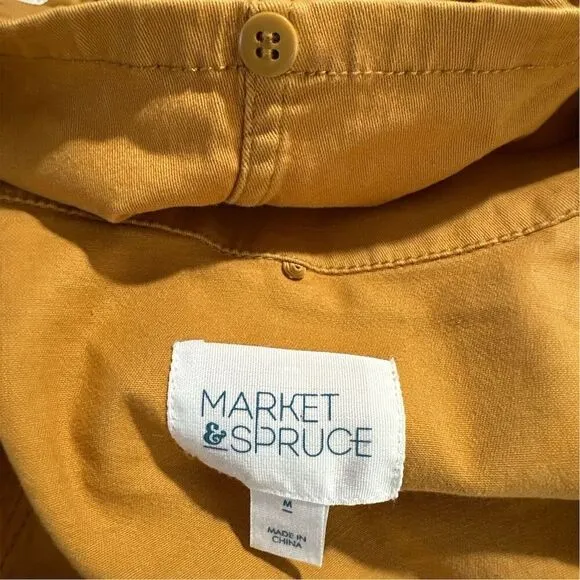 MARKET
& SPRUCE
M
MADE IN
CHINA